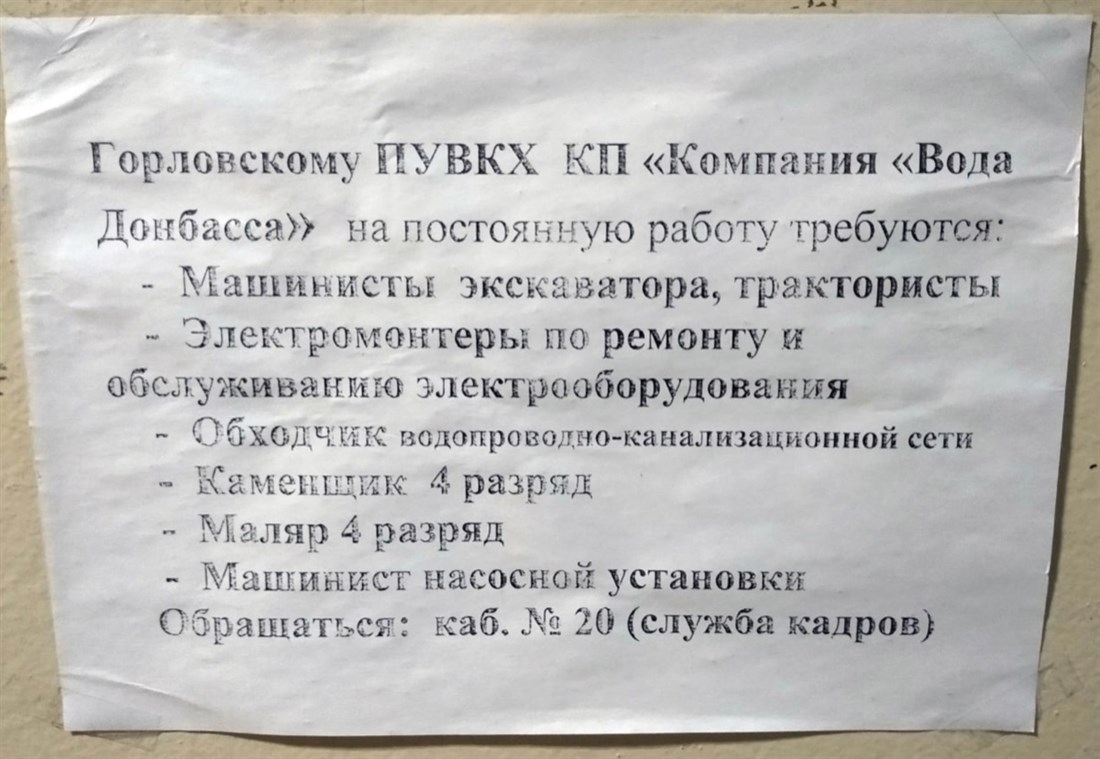 Горловскому ПУВКХ КП «Компания «Вода
Донбасса»» на постоянную работу требуются:
- Машинисты экскаватора, трактористы
- Электромонтеры по ремонту и
обслуживанию электрооборудования
- Обходчик водопроводно-канализационной сети
- Каменщик 4 разряд
- Маляр 4 разряд
- Машинист насосной установки
Обращаться: каб. № 20 (служба кадров)